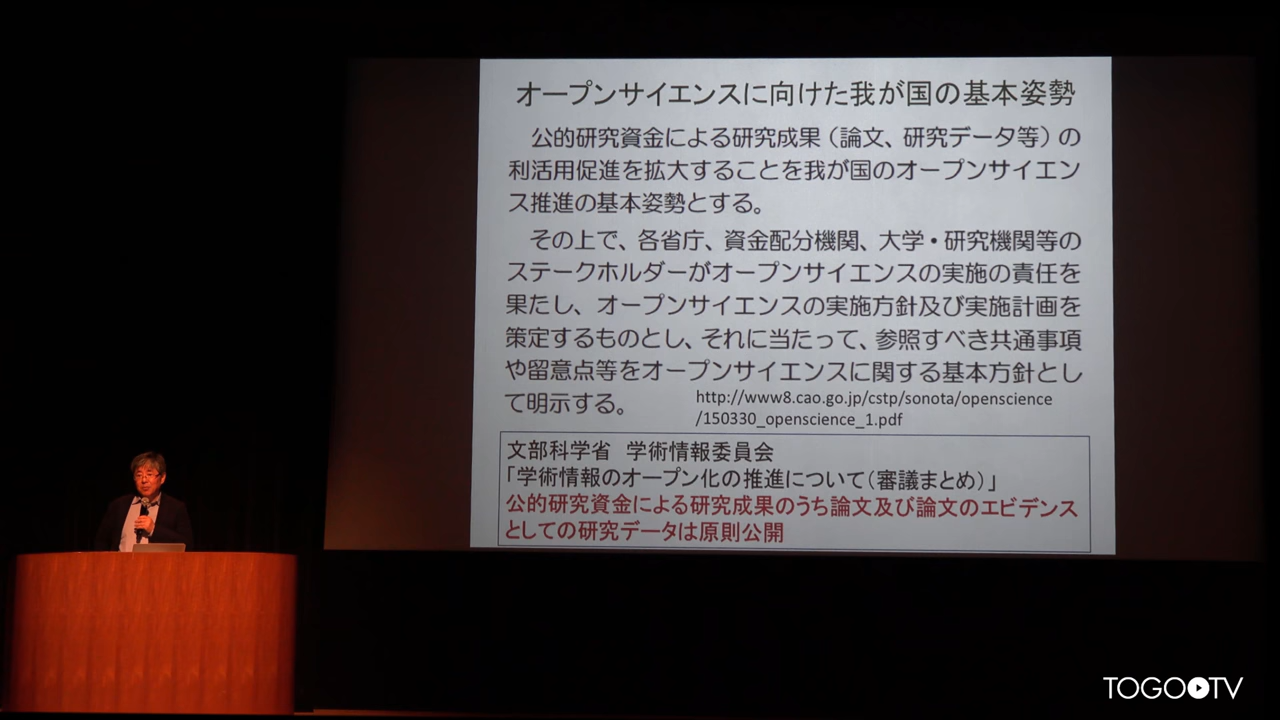 オープンサイエンスに向けた我が国の基本姿勢
公的研究資金による研究成果（論文、研究データ等）の
利活用促進を拡大することを我が国のオープンサイエン
ス推進の基本姿勢とする。
その上で、各省庁、資金配分機関、大学・研究機関等の
ステークホルダーがオープンサイエンスの実施の責任を
果たし、オープンサイエンスの実施方針及び実施計画を
策定するものとし、それに当たって、参照すべき共通事項
や留意点等をオープンサイエンスに関する基本方針とし
て明示する。
http://www8.cao.go.jp/cstp/sonota/openscience
/150330_openscience_1.pdf
文部科学省　学術情報委員会
「学術情報のオープン化の推進について（審議まとめ）」
公的研究資金による研究成果のうち論文及び論文のエビデンス
としての研究データは原則公開
TOGOTV